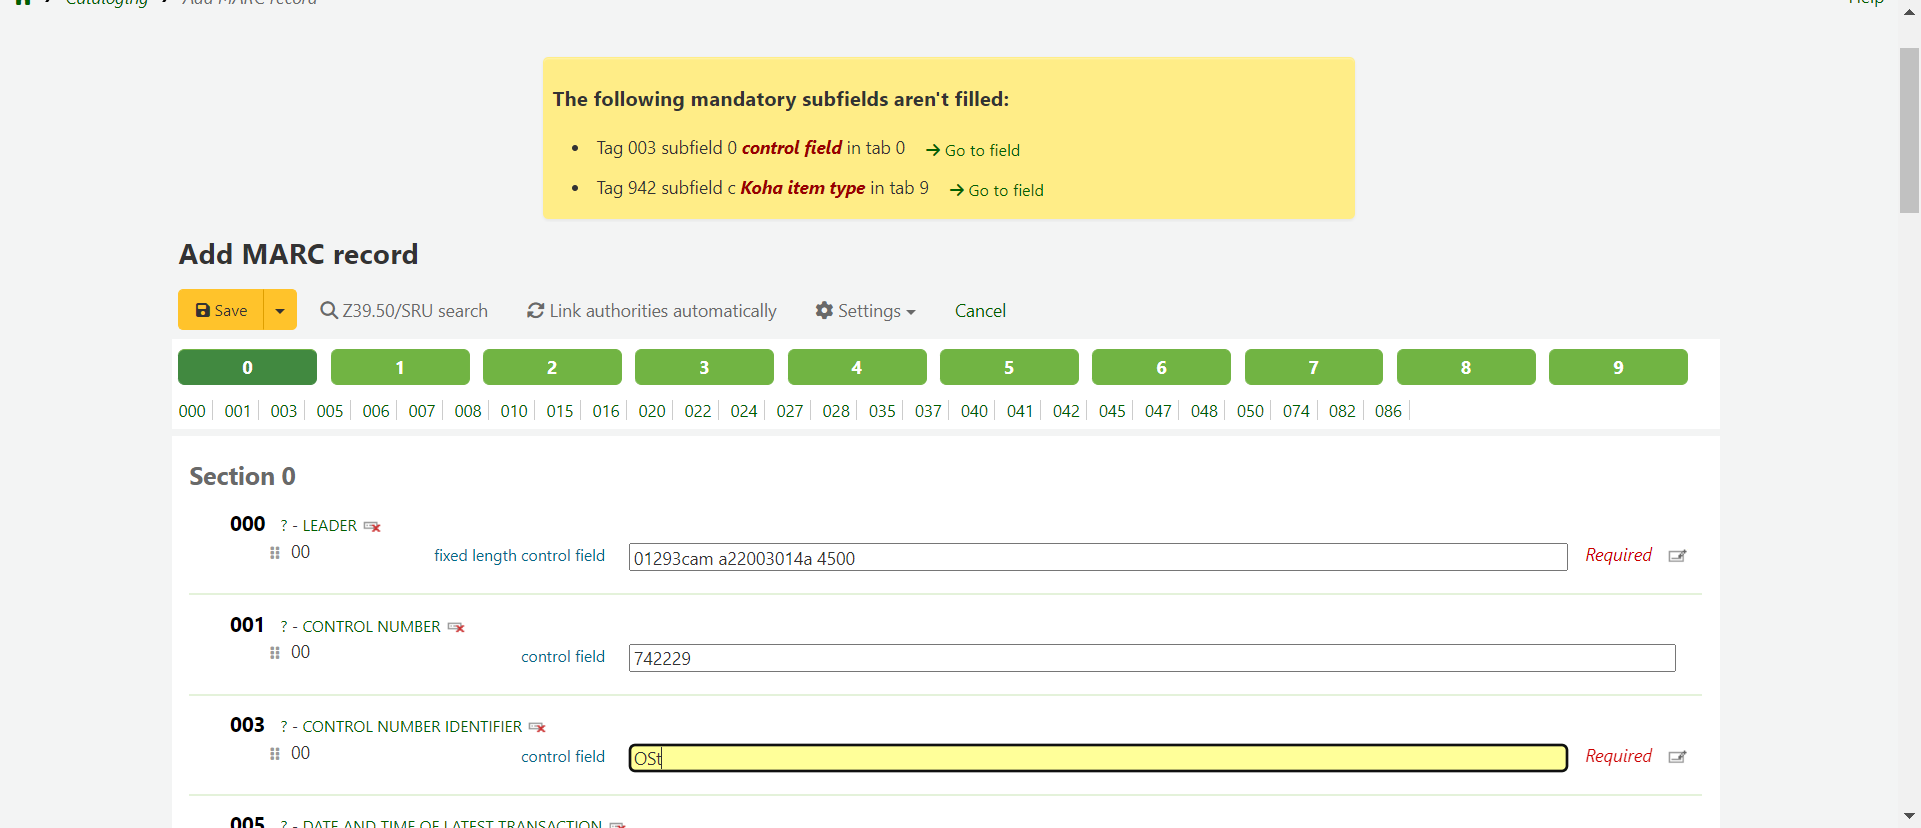 Cataloging Add MARC record Help
The following mandatory subfields aren't filled:
Tag 003 subfield 0 control field in tab 0 Go to field
Tag 942 subfield c Koha item type in tab 9 Go to field
Add MARC record
Save Z39.50/SRU search Link authorities automatically Settings Cancel
0 1 2 3 4 5 6 7 8 9
000 001 003 005 006 007 008 010 015 016 020 022 024 027 028 035 037 040 041 042 045 047 048 050 074 082 086
Section 0
000 ? - LEADER
00 fixed length control field 01293cam a22003014a 4500 Required
001 ? - CONTROL NUMBER
00 control field 742229
003 ? - CONTROL NUMBER IDENTIFIER
00 control field OSt Required
005 ? - DATE AND TIME OF LATEST TRANSACTION